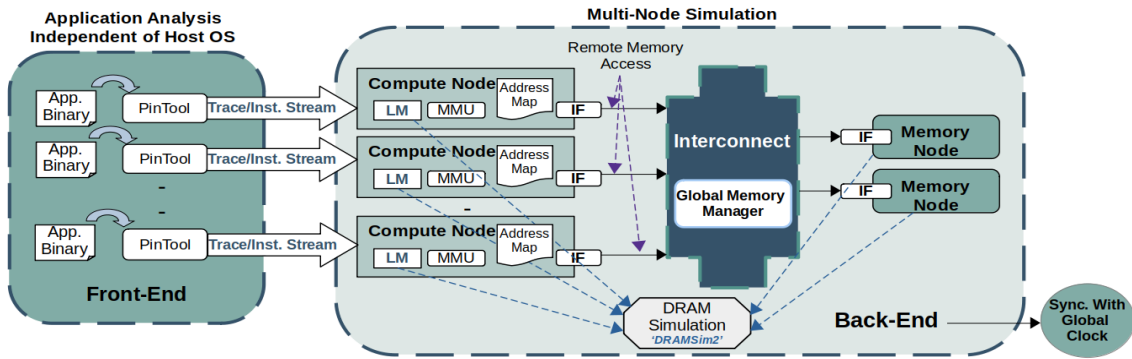 Application Analysis
Independent of Host OS
App.
Binary
PinTool
Trace/Inst. Stream
App.
Binary
PinTool
Trace/Inst. Stream
-
-
App.
Binary
PinTool
Trace/Inst. Stream
Front-End
Multi-Node Simulation
Remote Memory
Access
Compute Node
LM
MMU
Address
Map
IF
Compute Node
LM
MMU
Address
Map
IF
-
Compute Node
LM
MMU
Address
Map
IF
Interconnect
Global Memory
Manager
IF
Memory
Node
IF
Memory
Node
DRAM
Simulation
'DRAMSim2'
Back-End
Sync. With
Global
Clock